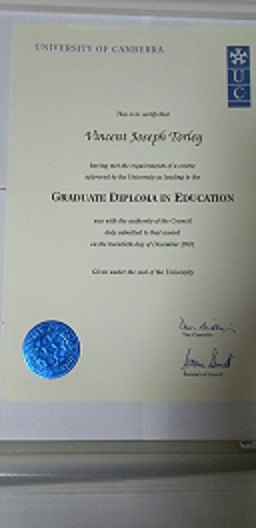 UNIVERSITY OF CANBERRA
UC
This is to certify that
Vincent Joseph Torley
having met the requirements of a course
approved by the University as leading to the
GRADUATE DIPLOMA IN EDUCATION
was with the authority of the Council
duly admitted to that award
on the twentieth day of December
Given under the seal of the University
Vice-Chancellor
Secretary of Council